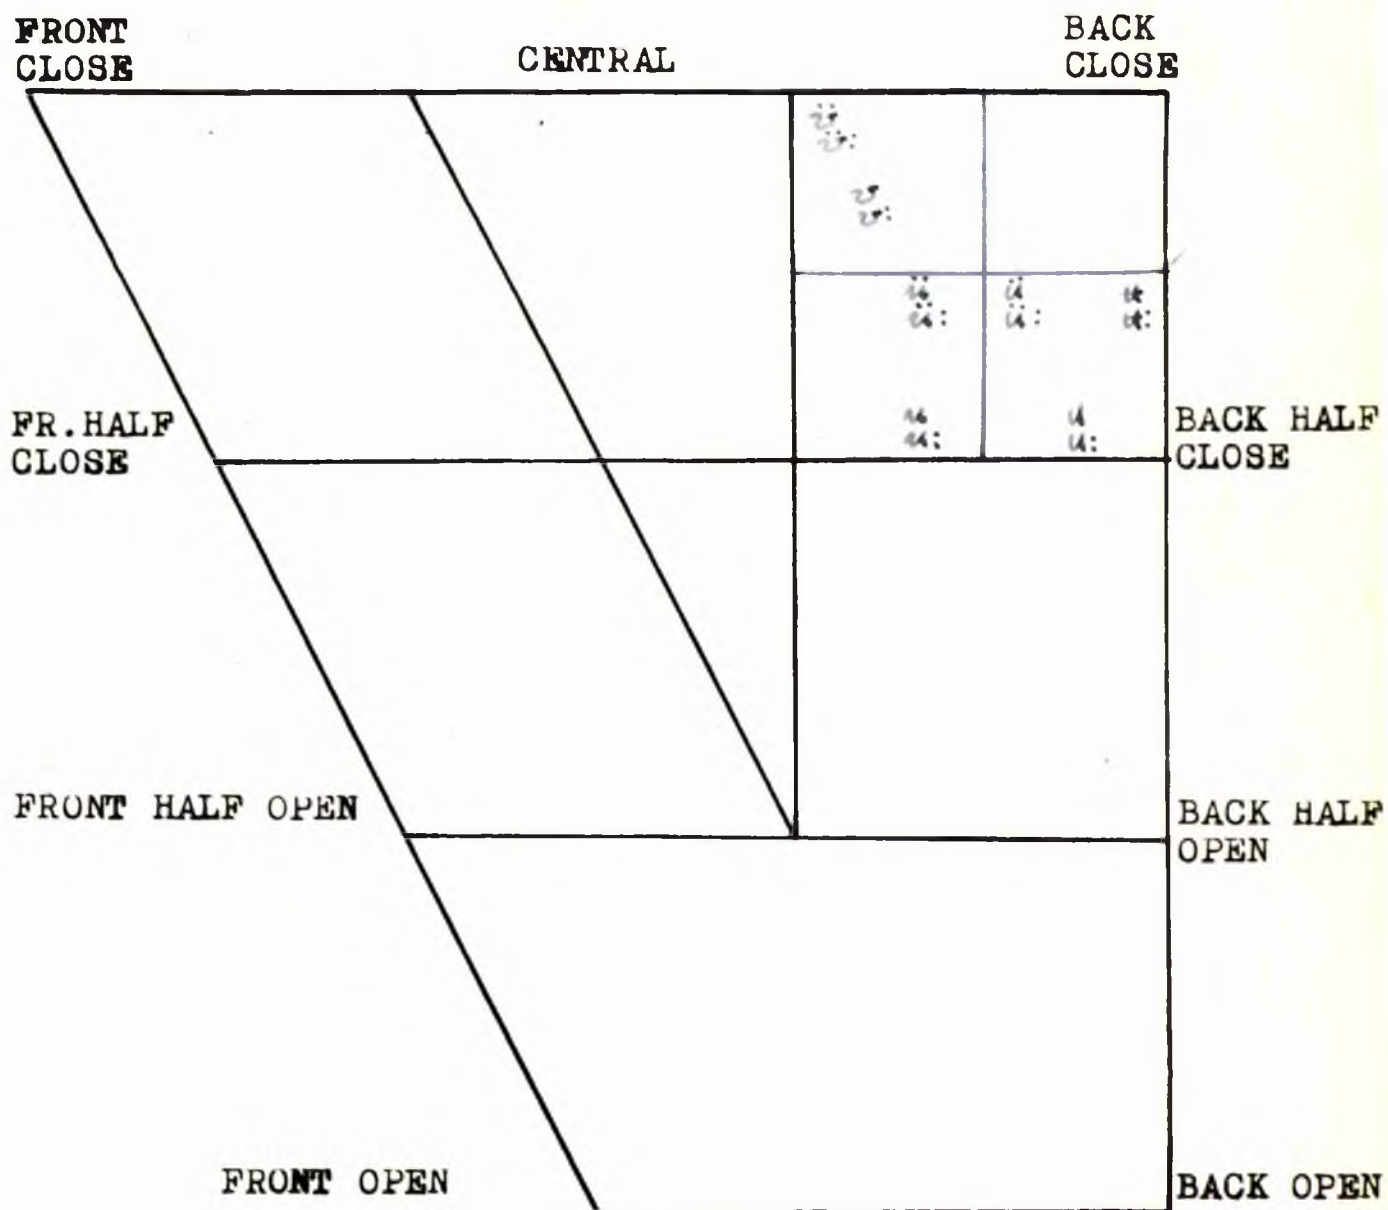 FRONT
CLOSE
CENTRAL
BACK
CLOSE
ü ü ɯ
ü: ü: ɯ:
u
u:
FR.HALF
CLOSE
BACK HALF
CLOSE
FRONT HALF OPEN
BACK HALF
OPEN
FRONT OPEN
BACK OPEN